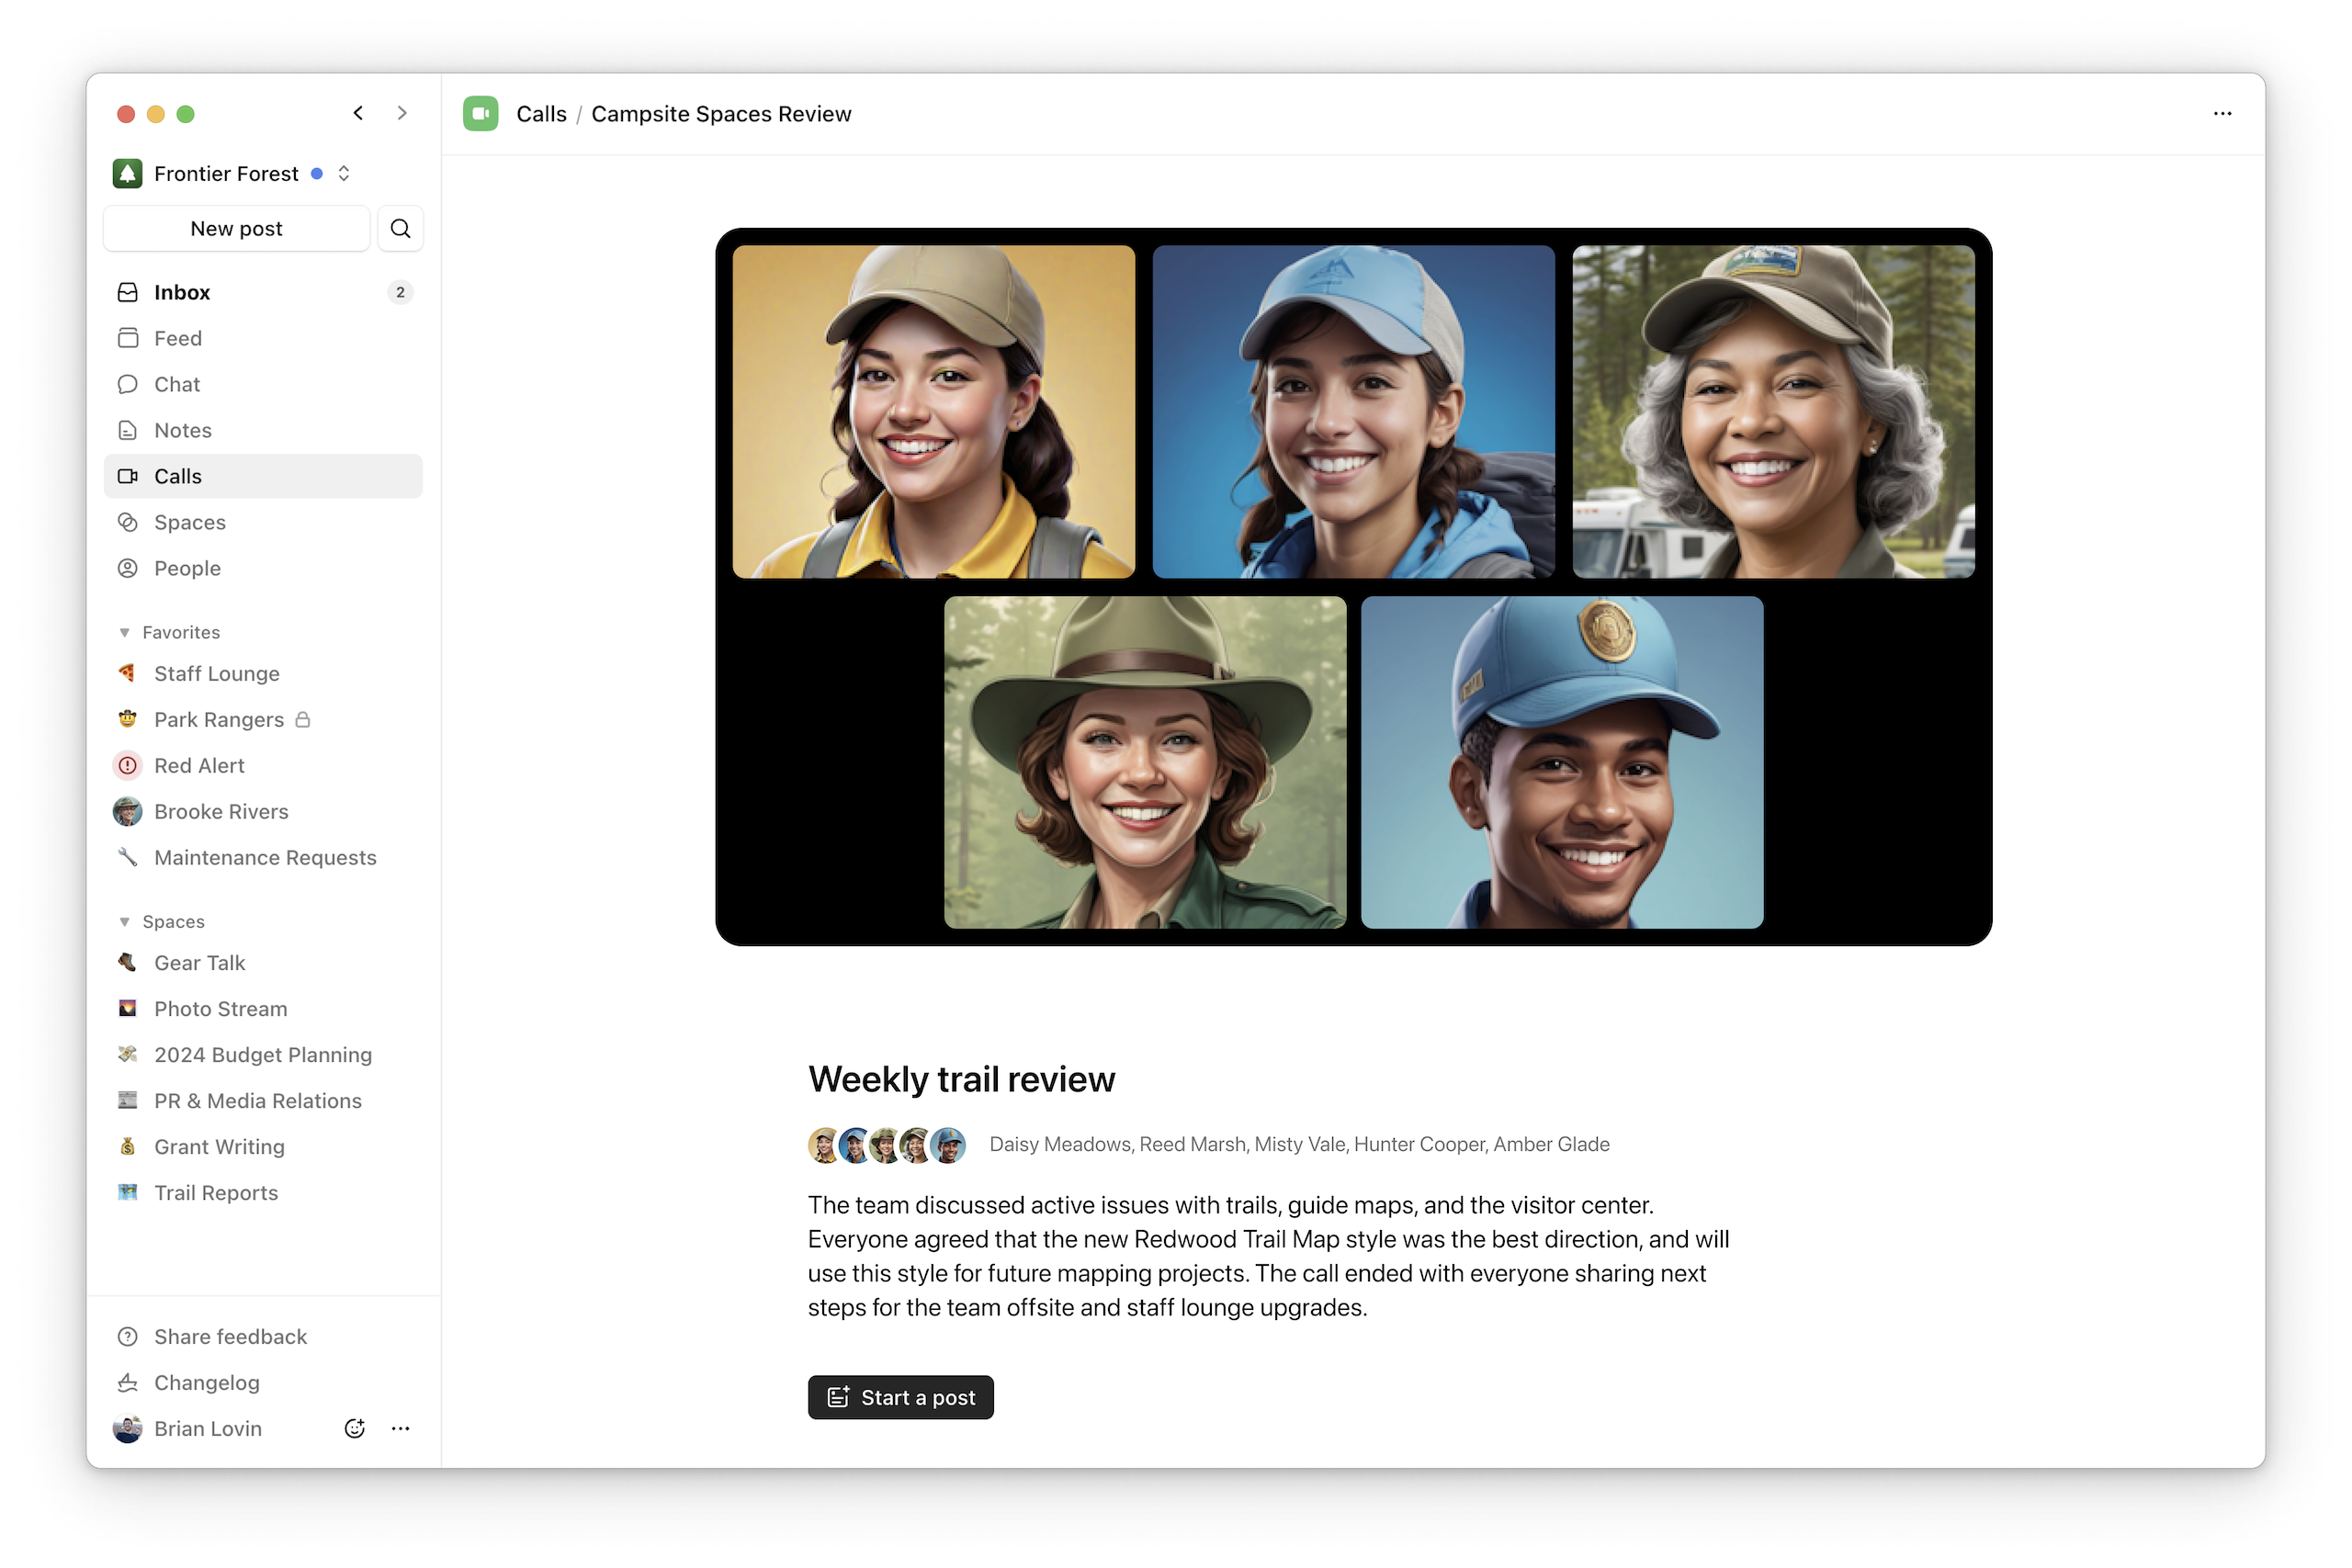 Calls / Campsite Spaces Review
Frontier Forest
New post
Inbox 2
Feed
Chat
Notes
Calls
Spaces
People
Favorites
Staff Lounge
Park Rangers
Red Alert
Brooke Rivers
Maintenance Requests
Spaces
Gear Talk
Photo Stream
2024 Budget Planning
PR & Media Relations
Grant Writing
Trail Reports
Share feedback
Changelog
Brian Lovin
Weekly trail review
Daisy Meadows, Reed Marsh, Misty Vale, Hunter Cooper, Amber Glade
The team discussed active issues with trails, guide maps, and the visitor center.
Everyone agreed that the new Redwood Trail Map style was the best direction, and will
use this style for future mapping projects. The call ended with everyone sharing next
steps for the team offsite and staff lounge upgrades.
Start a post